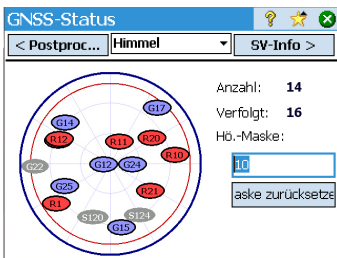 GNSS-Status
< Postproc... Himmel SV-Info >
Anzahl: 14
Verfolgt: 16
Hö.-Maske:
10
aske zurücksetze
G17
G14
R12 R11 R20
R10
G22 G12 G24
G25
R21
R1
S120 S124
G15